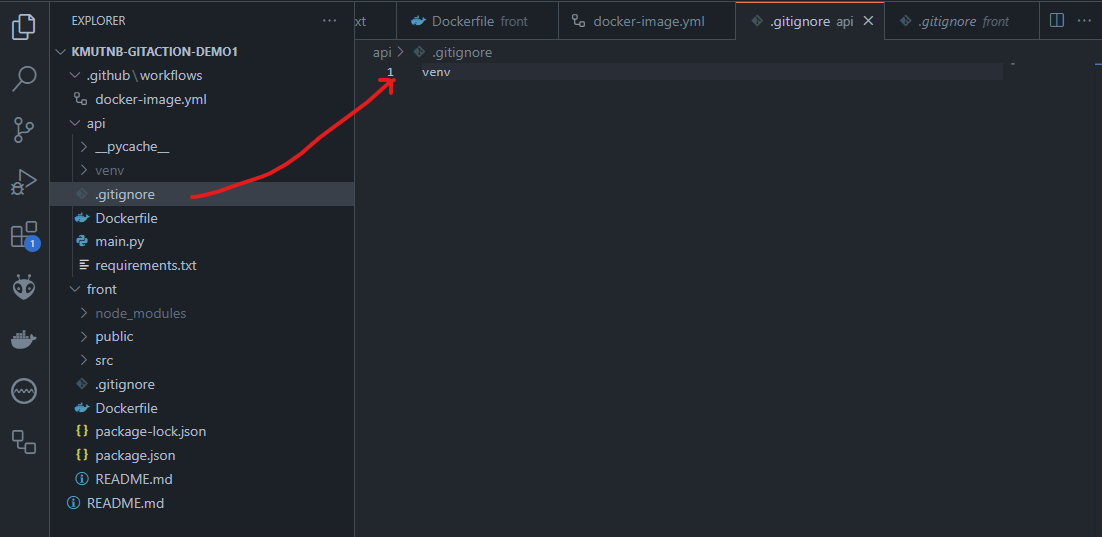 EXPLORER
KMUTNB-GITACTION-DEMO1
.github\workflows
docker-image.yml
api
__pycache__
venv
.gitignore
Dockerfile
main.py
requirements.txt
front
node_modules
public
src
.gitignore
Dockerfile
package-lock.json
package.json
README.md
README.md
1
xt
Dockerfile front
docker-image.yml
.gitignore api
.gitignore front
api > .gitignore
1 venv